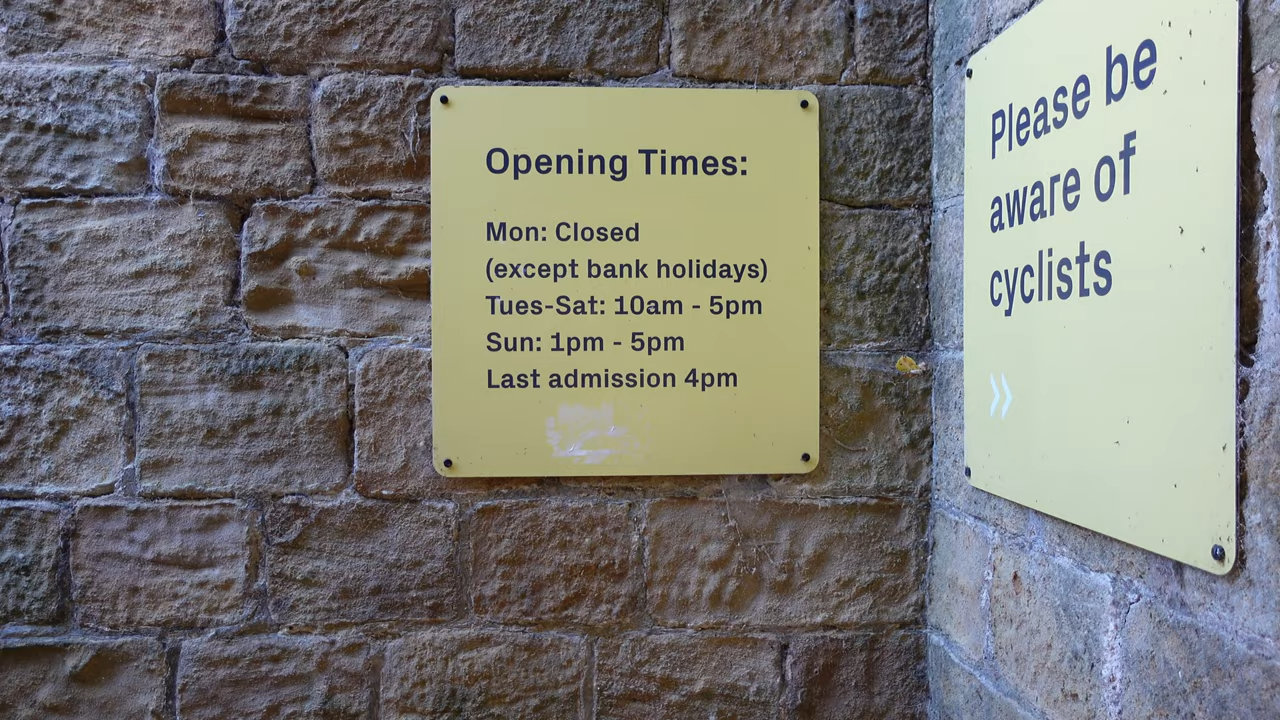 Opening Times:
Mon: Closed
(except bank holidays)
Tues-Sat: 10am - 5pm
Sun: 1pm - 5pm
Last admission 4pm
Please be
aware of
cyclists